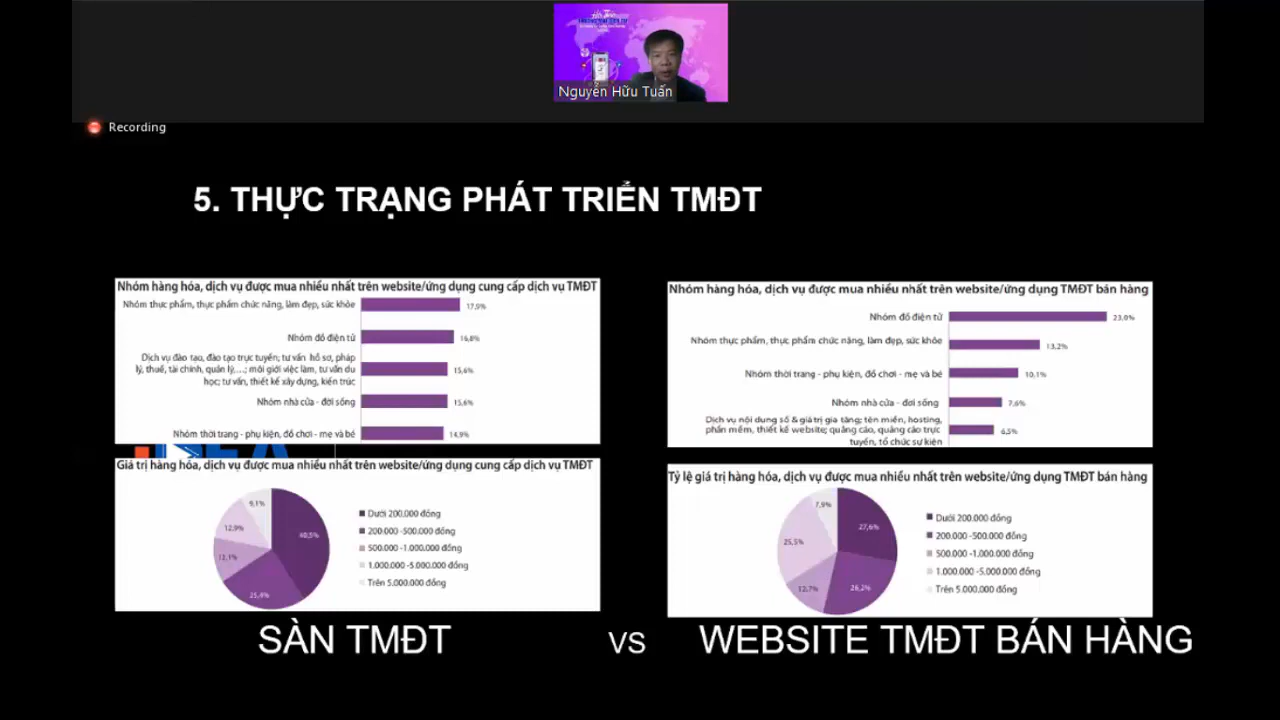 Nguyễn Hữu Tuấn
Recording
5. THỰC TRẠNG PHÁT TRIỂN TMĐT
Nhóm hàng hóa, dịch vụ được mua nhiều nhất trên website/ứng dụng cung cấp dịch vụ TMĐT
Nhóm thực phẩm, thực phẩm chức năng, làm đẹp, sức khỏe 17,9%
Nhóm đồ điện tử 16,8%
Dịch vụ đào tạo, đào tạo trực tuyến; tư vấn hồ sơ, pháp
lý, thuế, tài chính, quản lý,...; môi giới việc làm, tư vấn du
học; tư vấn, thiết kế xây dựng, kiến trúc
15,6%
Nhóm nhà cửa - đời sống 15,6%
Nhóm thời trang - phụ kiện, đồ chơi - mẹ và bé 14,9%
Giá trị hàng hóa, dịch vụ được mua nhiều nhất trên website/ứng dụng cung cấp dịch vụ TMĐT
9,1%
12,9%
12,1%
25,4%
40,5%
Dưới 200.000 đồng
200.000 -500.000 đồng
500.000 -1.000.000 đồng
1.000.000 -5.000.000 đồng
Trên 5.000.000 đồng
SÀN TMĐT
VS
Nhóm hàng hóa, dịch vụ được mua nhiều nhất trên website/ứng dụng TMĐT bán hàng
Nhóm đồ điện tử 23,0%
Nhóm thực phẩm, thực phẩm chức năng, làm đẹp, sức khỏe 13,2%
Nhóm thời trang - phụ kiện, đồ chơi - mẹ và bé 10,1%
Nhóm nhà cửa - đời sống 7,6%
Dịch vụ nội dung số & giá trị gia tăng; tên miền, hosting,
phần mềm, thiết kế website; quảng cáo, quảng cáo trực
tuyến, tổ chức sự kiện
6,5%
Tỷ lệ giá trị hàng hóa, dịch vụ được mua nhiều nhất trên website/ứng dụng TMĐT bán hàng
7,9%
27,6%
25,5%
12,7%
26,2%
Dưới 200.000 đồng
200.000 -500.000 đồng
500.000 -1.000.000 đồng
1.000.000 -5.000.000 đồng
Trên 5.000.000 đồng
WEBSITE TMĐT BÁN HÀNG